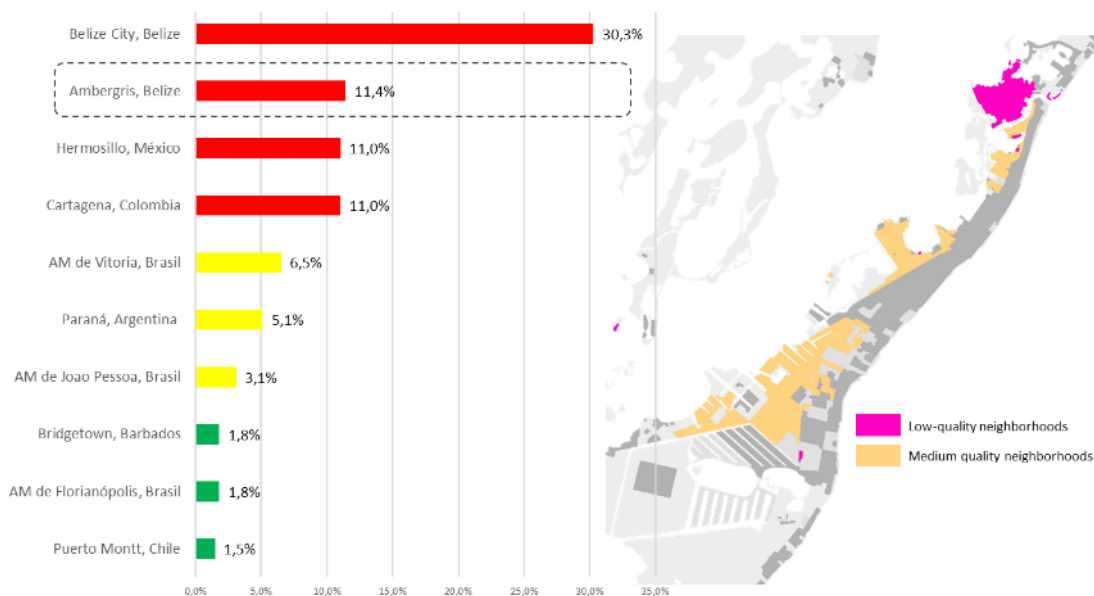 Belize City, Belize
30,3%
Ambergris, Belize
11,4%
Hermosillo, México
11,0%
Cartagena, Colombia
11,0%
AM de Vitoria, Brasil
6,5%
Paraná, Argentina
5,1%
AM de Joao Pessoa, Brasil
3,1%
Bridgetown, Barbados
1,8%
AM de Florianópolis, Brasil
1,8%
Puerto Montt, Chile
1,5%
0,0% 5,0% 10,0% 15,0% 20,0% 25,0% 30,0% 35,0%
Low-quality neighborhoods
Medium quality neighborhoods